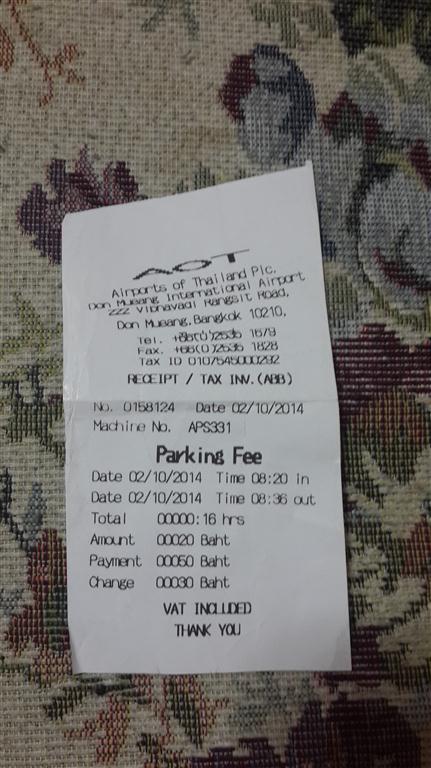 AOT
Airports of Thailand Plc.
Don Mueang International Airport
222 Vibhavadi Rangsit Road,
Don Mueang, Bangkok 10210,
Tel. +66(0)2535 1679
Fax. +66(0)2535 1828
Tax ID 0107545000292
RECEIPT / TAX INV.(ABB)
No. 0158124 Date 02/10/2014
Machine No. APS331
Parking Fee
Date 02/10/2014 Time 08:20 in
Date 02/10/2014 Time 08:36 out
Total 00000:16 hrs
Amount 00020 Baht
Payment 00050 Baht
Change 00030 Baht
VAT INCLUDED
THANK YOU